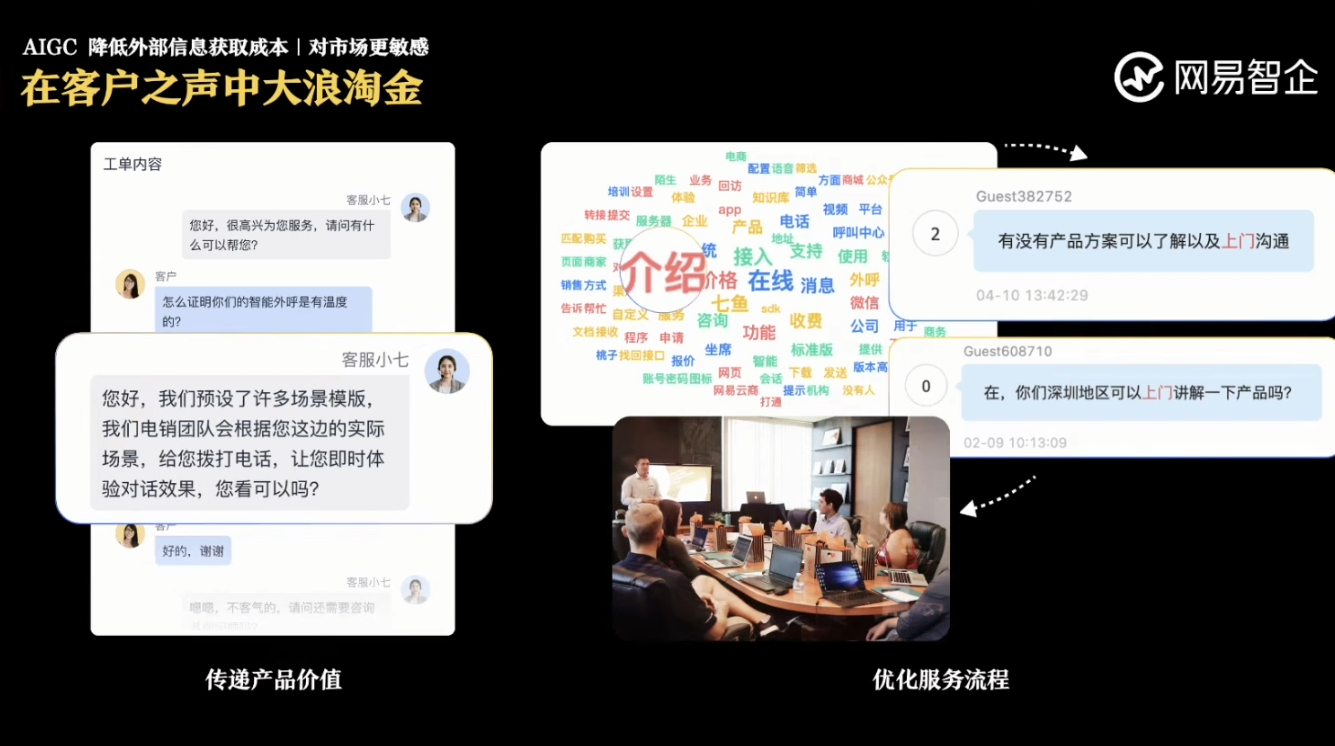 AIGC 降低外部信息获取成本｜对市场更敏感
在客户之声中大浪淘金
网易智企
工单内容
客服小七
您好，很高兴为您服务，请问有什
么可以帮您？
客户
怎么证明你们的智能外呼是有温度
的？
客服小七
您好，我们预设了许多场景模版，
我们电销团队会根据您这边的实际
场景，给您拨打电话，让您即时体
验对话效果，您看可以吗？
客户
好的，谢谢
客服小七
嗯嗯，不客气的，请问还需要咨询
传递产品价值
电商
配置 语音 筛选
陌生 业务 回访 方面 商城
培训 设置 体验 知识库 简单
转接 提交 服务器 企业 app 产品 电话 视频 平台
匹配 购买 地址 呼叫中心
页面 商家 统 接入 支持 使用
销售 方式 介绍 价格 在线 消息 外呼
告诉 帮忙 自定义 服务 七鱼 sdk 微信
文档 接收 咨询 收费 公司 用于
程序 申请 功能 商务
桃子 找回 接口 报价 坐席 标准版 提供
智能 版本 高
账号 密码 图标 网页 会话 下载 发送
网易云商 提示 机构 没有人
打通
Guest382752
2
有没有产品方案可以了解以及上门沟通
04-10 13:42:29
Guest608710
0
在，你们深圳地区可以上门讲解一下产品吗？
02-09 10:13:09
优化服务流程